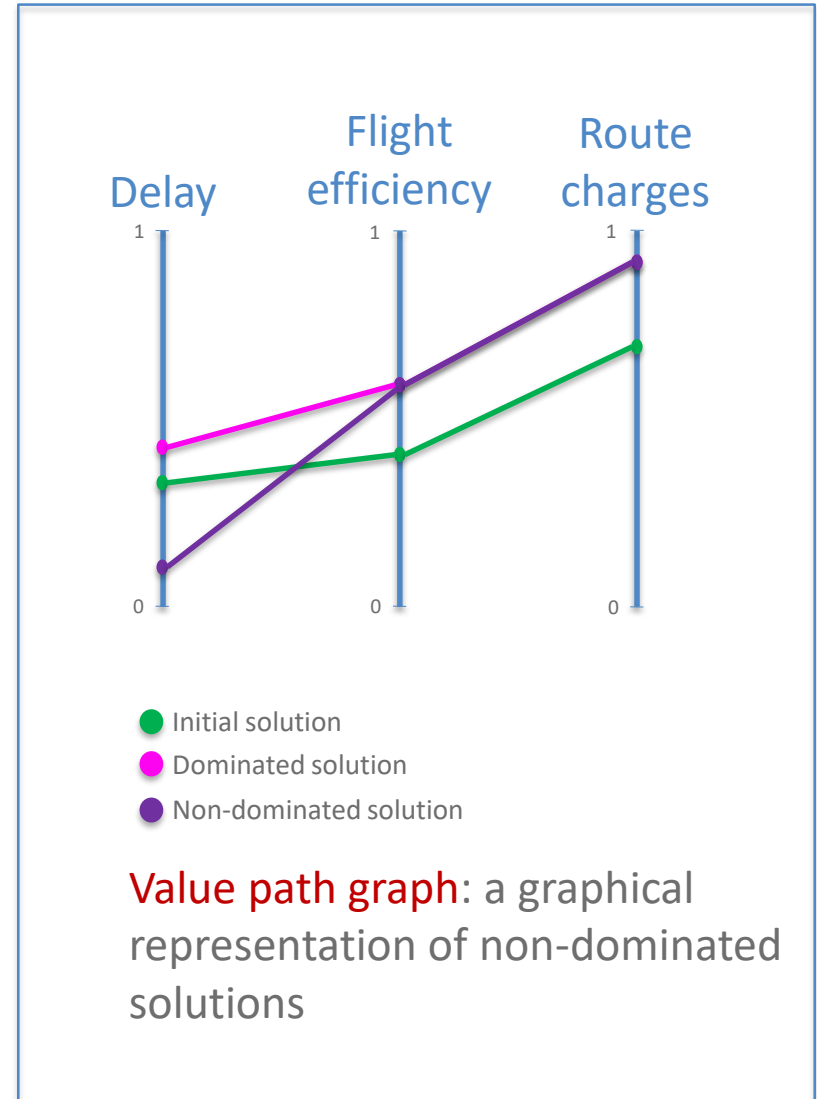 Delay
Flight
efficiency
Route
charges
1
1
1
0
0
0
Initial solution
Dominated solution
Non-dominated solution
Value path graph: a graphical
representation of non-dominated
solutions